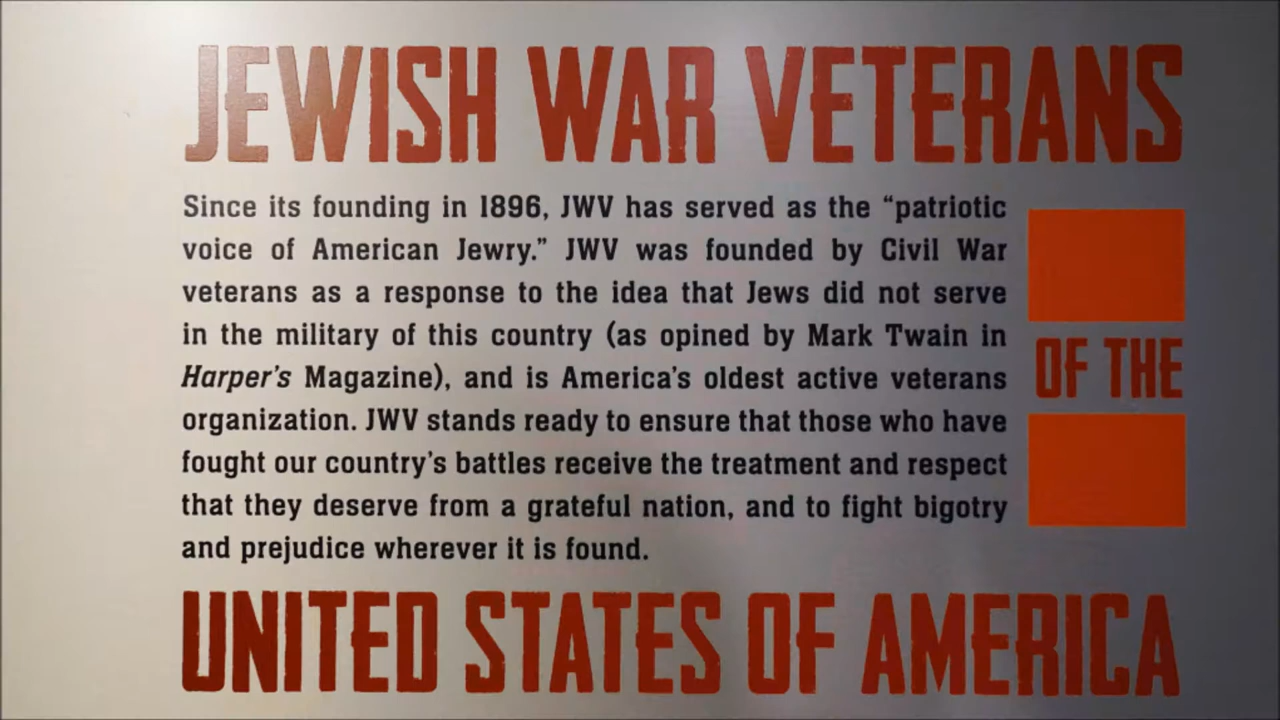 JEWISH WAR VETERANS
Since its founding in 1896, JWV has served as the “patriotic
voice of American Jewry.” JWV was founded by Civil War
veterans as a response to the idea that Jews did not serve
in the military of this country (as opined by Mark Twain in
Harper’s Magazine), and is America’s oldest active veterans
organization. JWV stands ready to ensure that those who have
fought our country’s battles receive the treatment and respect
that they deserve from a grateful nation, and to fight bigotry
and prejudice wherever it is found.
OF THE
UNITED STATES OF AMERICA